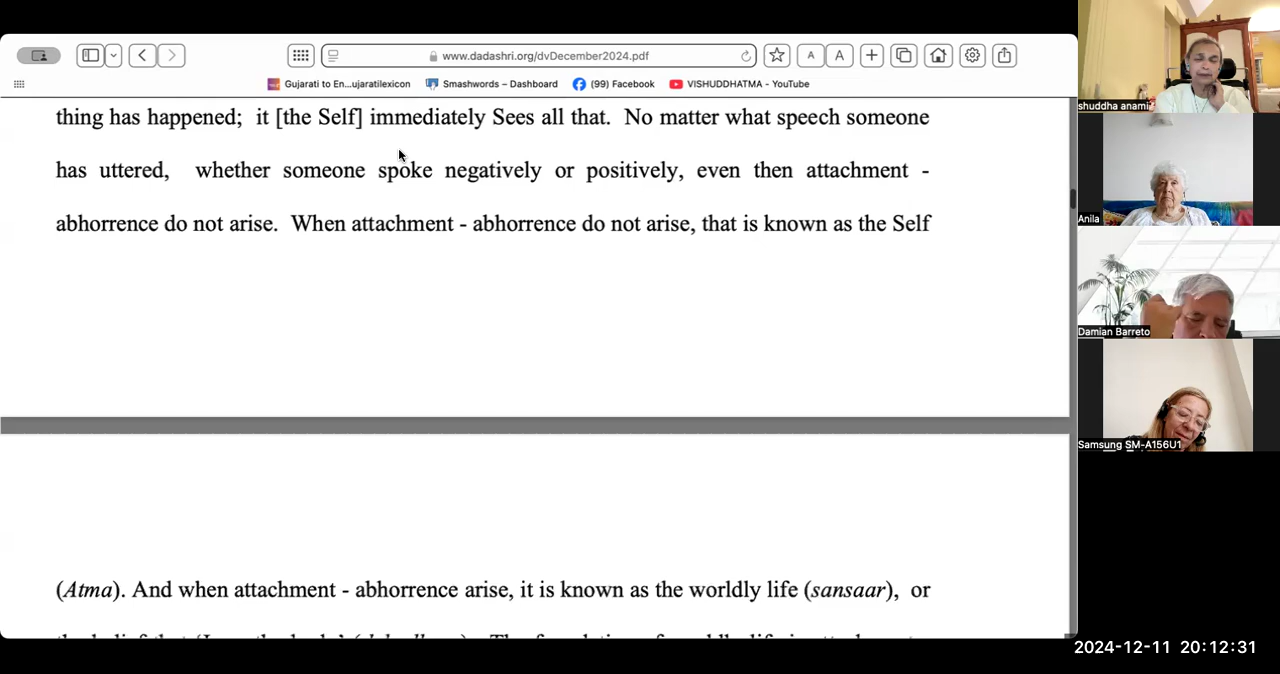 www.dadashri.org/dvDecember2024.pdf
A A
Gujarati to En...ujaratilexicon
Smashwords – Dashboard
(99) Facebook
VISHUDDHATMA - YouTube
thing has happened; it [the Self] immediately Sees all that. No matter what speech someone
has uttered, whether someone spoke negatively or positively, even then attachment -
abhorrence do not arise. When attachment - abhorrence do not arise, that is known as the Self
(Atma). And when attachment - abhorrence arise, it is known as the worldly life (sansaar), or
shuddha anami
Anila
Damian Barreto
Samsung SM-A156U1
2024-12-11 20:12:31